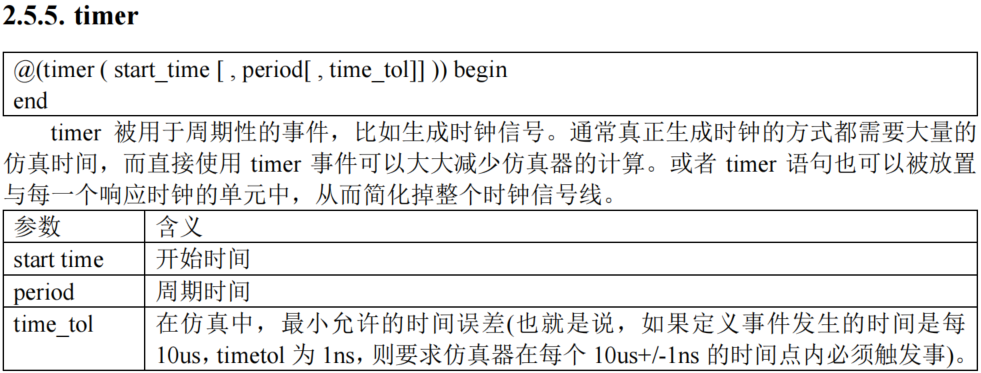 2.5.5. timer
@(timer ( start_time [ , period[ , time_tol]] )) begin
end
timer 被用于周期性的事件，比如生成时钟信号。通常真正生成时钟的方式都需要大量的
仿真时间，而直接使用 timer 事件可以大大减少仿真器的计算。或者 timer 语句也可以被放置
与每一个响应时钟的单元中，从而简化掉整个时钟信号线。
参数 含义
start time 开始时间
period 周期时间
time_tol 在仿真中，最小允许的时间误差(也就是说，如果定义事件发生的时间是每
10us，timetol 为 1ns，则要求仿真器在每个 10us+/-1ns 的时间点内必须触发事)。